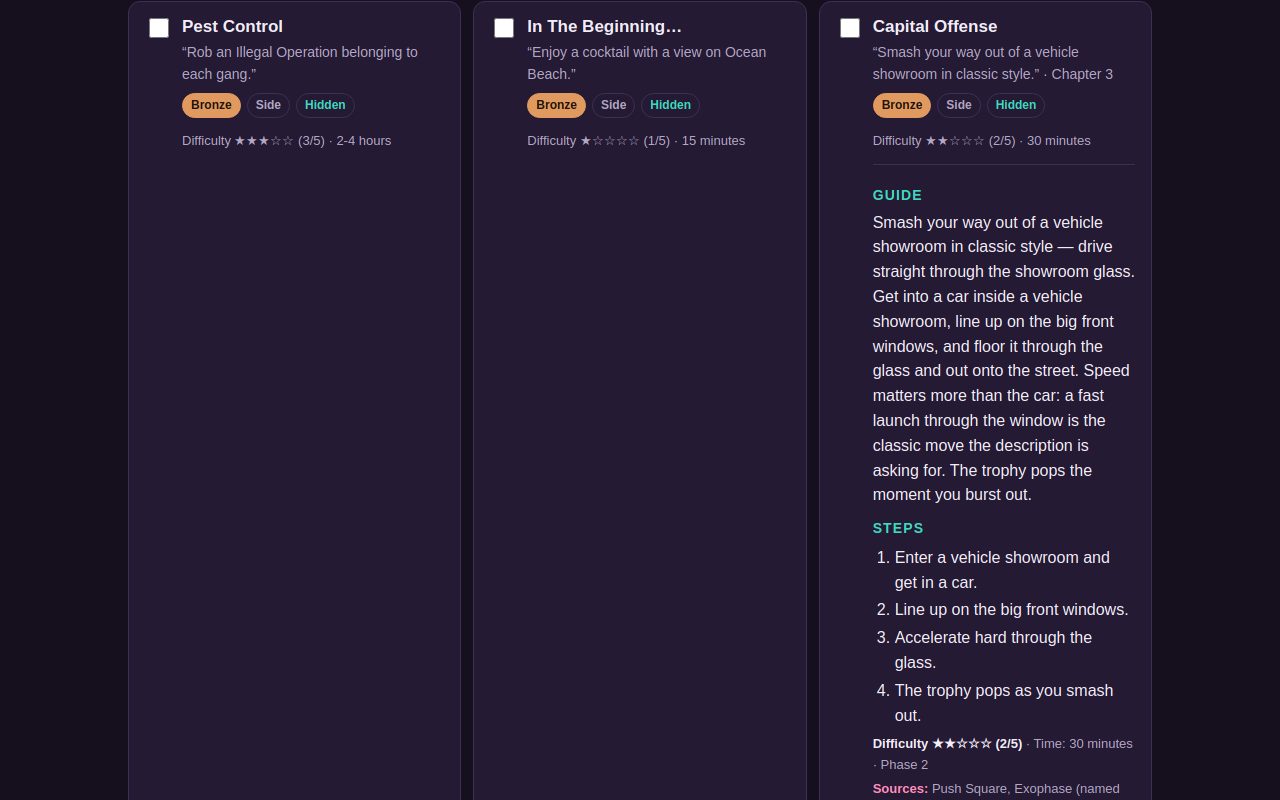 Pest Control
“Rob an Illegal Operation belonging to
each gang.”
Bronze Side Hidden
Difficulty ★★★☆☆ (3/5) · 2-4 hours
In The Beginning…
“Enjoy a cocktail with a view on Ocean
Beach.”
Bronze Side Hidden
Difficulty ★☆☆☆☆ (1/5) · 15 minutes
Capital Offense
“Smash your way out of a vehicle
showroom in classic style.” · Chapter 3
Bronze Side Hidden
Difficulty ★★☆☆☆ (2/5) · 30 minutes
GUIDE
Smash your way out of a vehicle
showroom in classic style — drive
straight through the showroom glass.
Get into a car inside a vehicle
showroom, line up on the big front
windows, and floor it through the
glass and out onto the street. Speed
matters more than the car: a fast
launch through the window is the
classic move the description is
asking for. The trophy pops the
moment you burst out.
STEPS
1. Enter a vehicle showroom and
get in a car.
2. Line up on the big front windows.
3. Accelerate hard through the
glass.
4. The trophy pops as you smash
out.
Difficulty ★★☆☆☆ (2/5) · Time: 30 minutes
· Phase 2
Sources: Push Square, Exophase (named